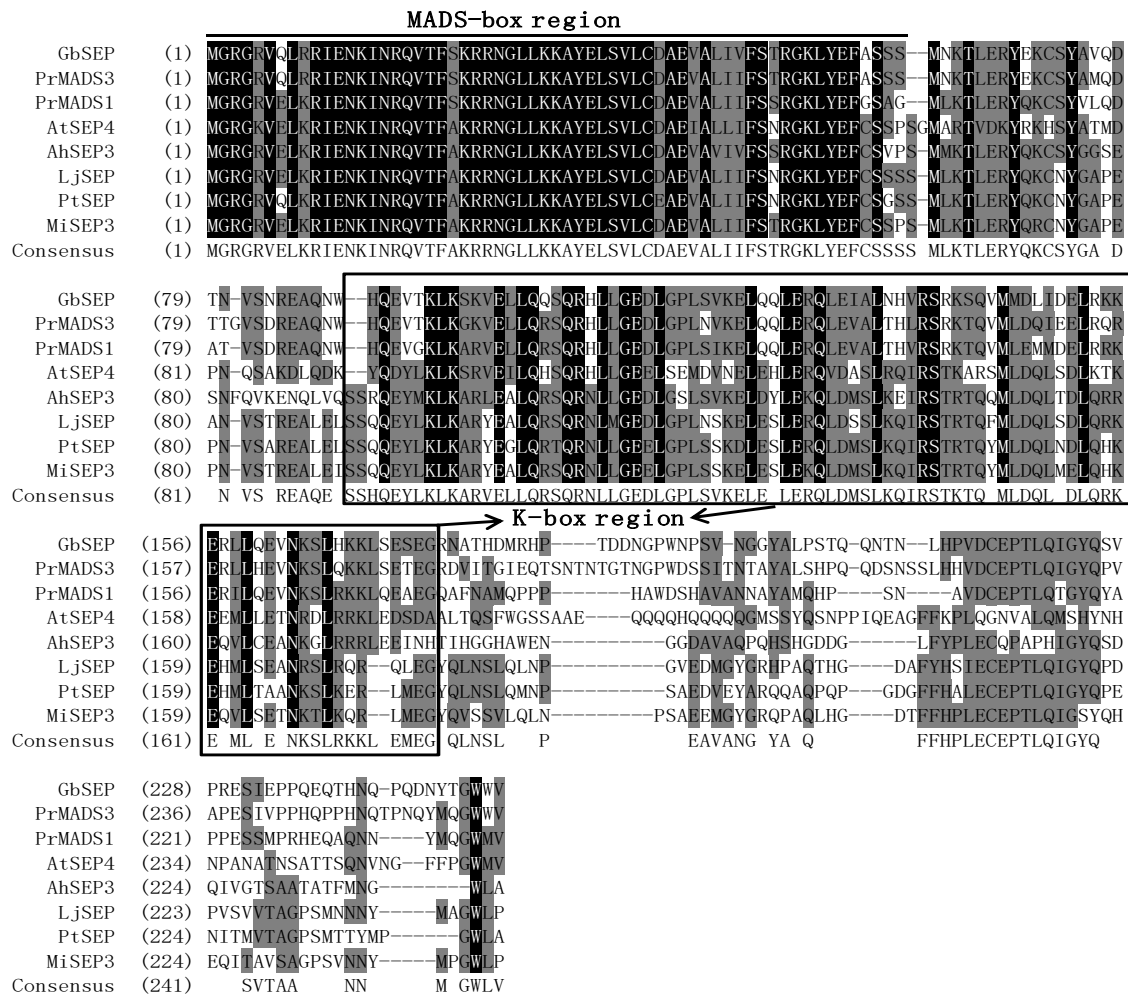 MADS-box region
GbSEP (1) MGRGRVQLRRIENKINRQVTFSKRRNGLLKKAYELSVLCDAEVALIVFSTRGKLYEFASSS--MNKTLERYEKCSYAVQD
PrMADS3 (1) MGRGRVQLRRIENKINRQVTFSKRRNGLLKKAYELSVLCDAEVALIVFSTRGKLYEFASSS--MNKTLERYEKCSYAMQD
PrMADS1 (1) MGRGRVELKRIENKINRQVTFSKRRNGLLKKAYELSVLCDAEVALIIFSSRGKLYEFGSAG--MLKTLERYQKCSYVLQD
AtSEP4 (1) MGRGKVELKRIENKINRQVTFAKRRNGLLKKAYELSVLCDAEIALLIFSNRGKLYEFCSSPSGMARTVDKYRKHSYATMD
AhSEP3 (1) MGRGRVELKRIENKINRQVTFAKRRNGLLKKAYELSVLCDAEVAVIVFSSRGKLYEFCSVPS-MMKTLERYQKCSYGGSE
LjSEP (1) MGRGRVELKRIENKINRQVTFAKRRNGLLKKAYELSVLCDAEVALIIFSTRGKLYEFCSSSS-MLKTLERYQKCNYGAPE
PtSEP (1) MGRGRVQLKRIENKINRQVTFAKRRNGLLKKAYELSVLCEAEVALIIFSNRGKLYEFCSGSS-MLKTLERYQKCNYGAPE
MiSEP3 (1) MGRGRVELKRIENKINRQVTFAKRRNGLLKKAYELSVLCDAEVALIIFSTRGKLYEFCSSPS-MLKTLERYQRCNYGAPE
Consensus (1) MGRGRVELKRIENKINRQVTFAKRRNGLLKKAYELSVLCDAEVALIIFSTRGKLYEFCSSSS MLKTLERYQKCSYGA D
GbSEP (79) TN-VSNREAQNW--HQEVTKLKSKVELLQQSQRHLLGEDLGPLSVKELQQLERQLEIALNHVRSRKSQVMMDLIDELRKK
PrMADS3 (79) TTGVSDREAQNW--HQEVTKLKGKVELLQRSQRHLLGEDLGPLNVKELQQLERQLEVALTHLRSRKTQVMLDQIEELRQR
PrMADS1 (79) AT-VSDREAQNW--HQEVGKLKARVELLQRSQRHLLGEDLGPLSIKELQQLERQLEVALTHVRSRKTQVMLEMMDELRRK
AtSEP4 (81) PN-QSAKDLQDK--YQDYLKLKSRVEILQHSQRHLLGEELSEMDVNELEHLERQVDASLRQIRSTKARSMLDQLSDLKTK
AhSEP3 (80) SNFQVKENQLVQSSRQEYMKLKARLEALQRSQRNLLGEDLGSLSVKELDYLEKQLDMSLKEIRSTRTQQMLDQLTDLQRR
LjSEP (80) AN-VSTREALELSSQQEYLKLKARYEALQRSQRNLMGEDLGPLNSKELESLERQLDSSLKQIRSTRTQFMLDQLSDLQRK
PtSEP (80) PN-VSAREALELSSQQEYLKLKARYEGLQRTQRNLLGEELGPLSSKDLESLERQLDMSLKQIRSTRTQYMLDQLNDLQHK
MiSEP3 (80) PN-VSTREALEISSQQEYLKLKARYEALQRSQRNLLGEELGPLSSKELESLEKQLDMSLKQIRSTRTQYMLDQLMELQHK
Consensus (81) N VS REAQE SSHQEYLKLKARVELLQRSQRNLLGEDLGPLSVKELE LERQLDMSLKQIRSTKTQ MLDQL DLQRK
K-box region
GbSEP (156) ERLLQEVNKSLHKKLSESEGRNATHDMRHP----TDDNGPWNPSV-NGGYALPSTQ-QNTN--LHPVDCEPTLQIGYQSV
PrMADS3 (157) ERLLHEVNKSLQKKLSETEGRDVITGIEQTSNTNTGTNGPWDSSITNTAYALSHPQ-QDSNSSLHHVDCEPTLQIGYQPV
PrMADS1 (156) ERILQEVNKSLRKKLQEAEGQAFNAMQPPP-----HAWDSHAVANNAYAMQHP---SN---AVDCEPTLQTGYQYA
AtSEP4 (158) EEMLLETNRDLRRKLEDSDAALTQSFWGSSAAE---QQQQHQQQQQGMSSYQSNPPIQEAGFFKPLQGNVALQMSHYNH
AhSEP3 (160) EQVLCEANKGLRRRLEEINHTIHGGHAWEN---------GGDAVAQPQHSHGDDG------LFYPLECQPAPHIGYQSD
LjSEP (159) EHMLSEANRSLRQR--QLEGYQLNSLQLNP---------GVEDMGYGRHPAQTHG---DAFYHSIECEPTLQIGYQPD
PtSEP (159) EHMLTAANKSLKER--LMEGYQLNSLQMNP---------SAEDVEYARQQAQPQP---GDGFFHALECEPTLQIGYQPE
MiSEP3 (159) EQVLSETNKTLKQR--LMEGYQVSSVLQLN---------PSAEEMGYGRQPAQLHG---DTFFHPLECEPTLQIGSYQH
Consensus (161) E ML E NKSLRKKL EMEG QLNSL P EAVANG YA Q FFHPLECEPTLQIGYQ
GbSEP (228) PRESIEPPQEQTHNQ-PQDNYTGWWV
PrMADS3 (236) APESIVPPHQPPHNQTPNQYMQGWWV
PrMADS1 (221) PPESSMPRHEQAQNN----YMQGWMV
AtSEP4 (234) NPANATNSATTSQNVNG--FFPGWMV
AhSEP3 (224) QIVGTSAATATFMNG--------WLA
LjSEP (223) PVSVVTAGPSMNNNY-----MAGWLP
PtSEP (224) NITMVTAGPSMTTYMP------GWLA
MiSEP3 (224) EQITAVSAGPSVNNY-----MPGWLP
Consensus (241) SVTAA NN M GWLV